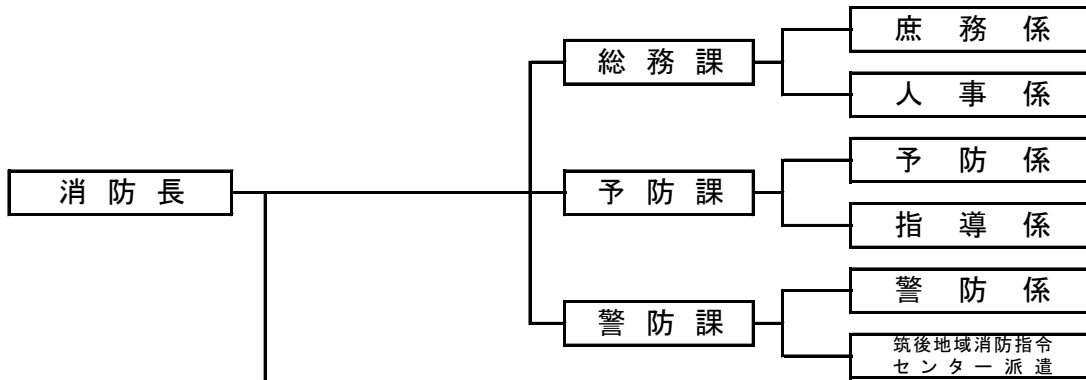 庶務係
総務課
人事係
予防係
消防長
予防課
指導係
警防係
警防課
筑後地域消防指令
センター派遣